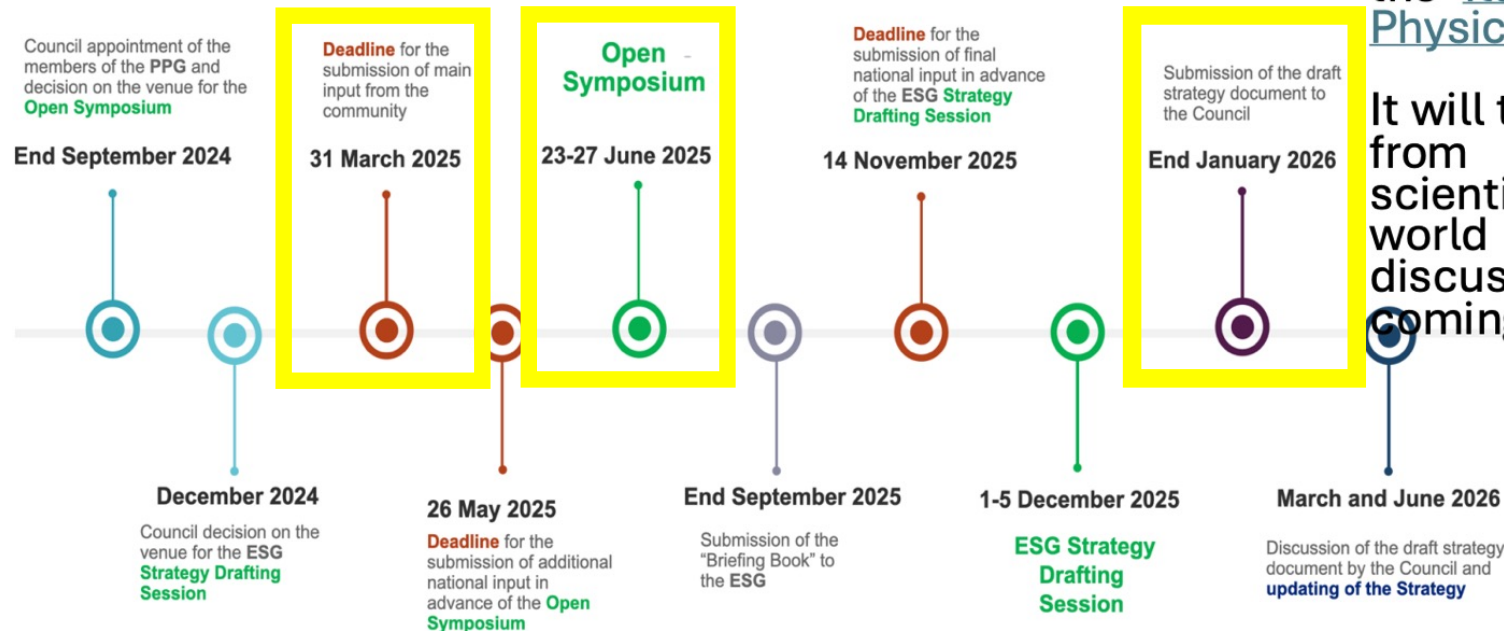 Council appointment of the
members of the PPG and
decision on the venue for the
Open Symposium
End September 2024
Deadline for the
submission of main
input from the
community
31 March 2025
Open
Symposium
23-27 June 2025
Deadline for the
submission of final
national input in advance
of the ESG Strategy
Drafting Session
14 November 2025
Submission of the draft
strategy document to
the Council
End January 2026
the
Physic
It will t
from
scienti
world
discus
coming
December 2024
Council decision on the
venue for the ESG
Strategy Drafting
Session
26 May 2025
Deadline for the
submission of additional
national input in
advance of the Open
Symposium
End September 2025
Submission of the
“Briefing Book” to
the ESG
1-5 December 2025
ESG Strategy
Drafting
Session
March and June 2026
Discussion of the draft strategy
document by the Council and
updating of the Strategy